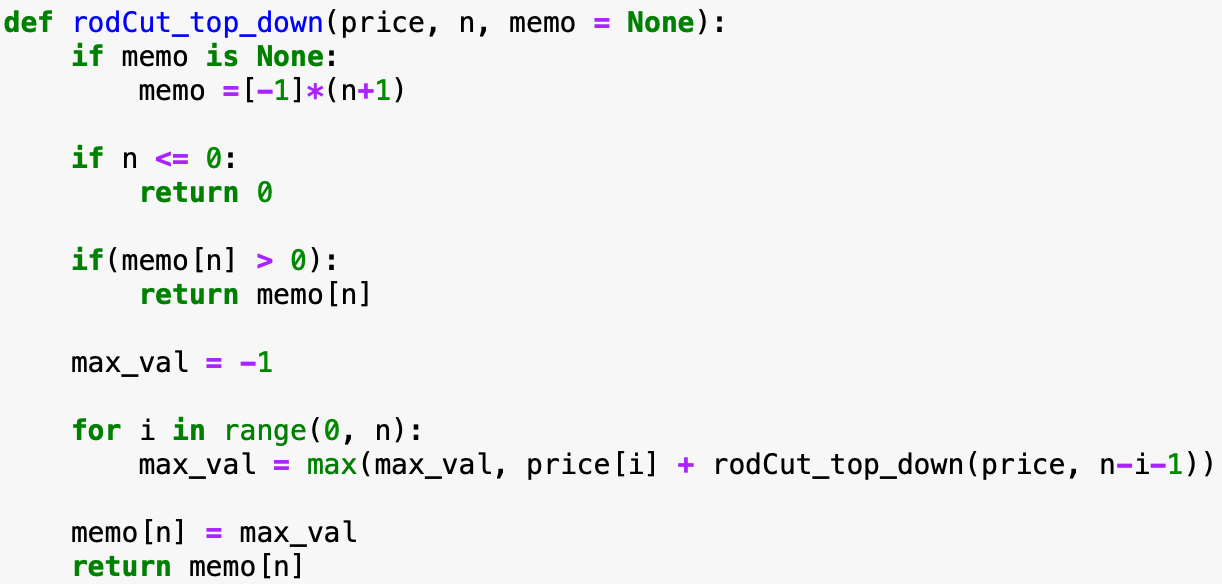 def rodCut_top_down(price, n, memo = None):
    if memo is None:
        memo =[-1]*(n+1)

    if n <= 0:
        return 0

    if(memo[n] > 0):
        return memo[n]

    max_val = -1

    for i in range(0, n):
        max_val = max(max_val, price[i] + rodCut_top_down(price, n-i-1))

    memo[n] = max_val
    return memo[n]